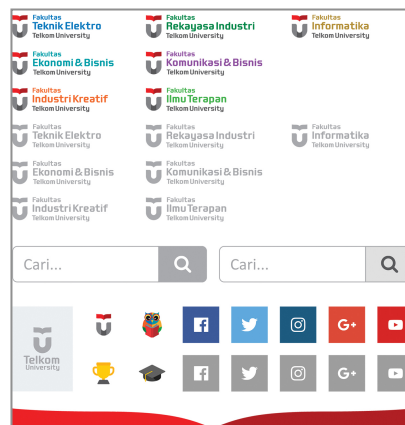 Fakultas
Teknik Elektro
Telkom University
Fakultas
Rekayasa Industri
Telkom University
Fakultas
Informatika
Telkom University
Fakultas
Ekonomi & Bisnis
Telkom University
Fakultas
Komunikasi & Bisnis
Telkom University
Fakultas
Industri Kreatif
Telkom University
Fakultas
Ilmu Terapan
Telkom University
Fakultas
Teknik Elektro
Telkom University
Fakultas
Rekayasa Industri
Telkom University
Fakultas
Informatika
Telkom University
Fakultas
Ekonomi & Bisnis
Telkom University
Fakultas
Komunikasi & Bisnis
Telkom University
Fakultas
Industri Kreatif
Telkom University
Fakultas
Ilmu Terapan
Telkom University
Cari...
Cari...
Telkom
University
G+
G+